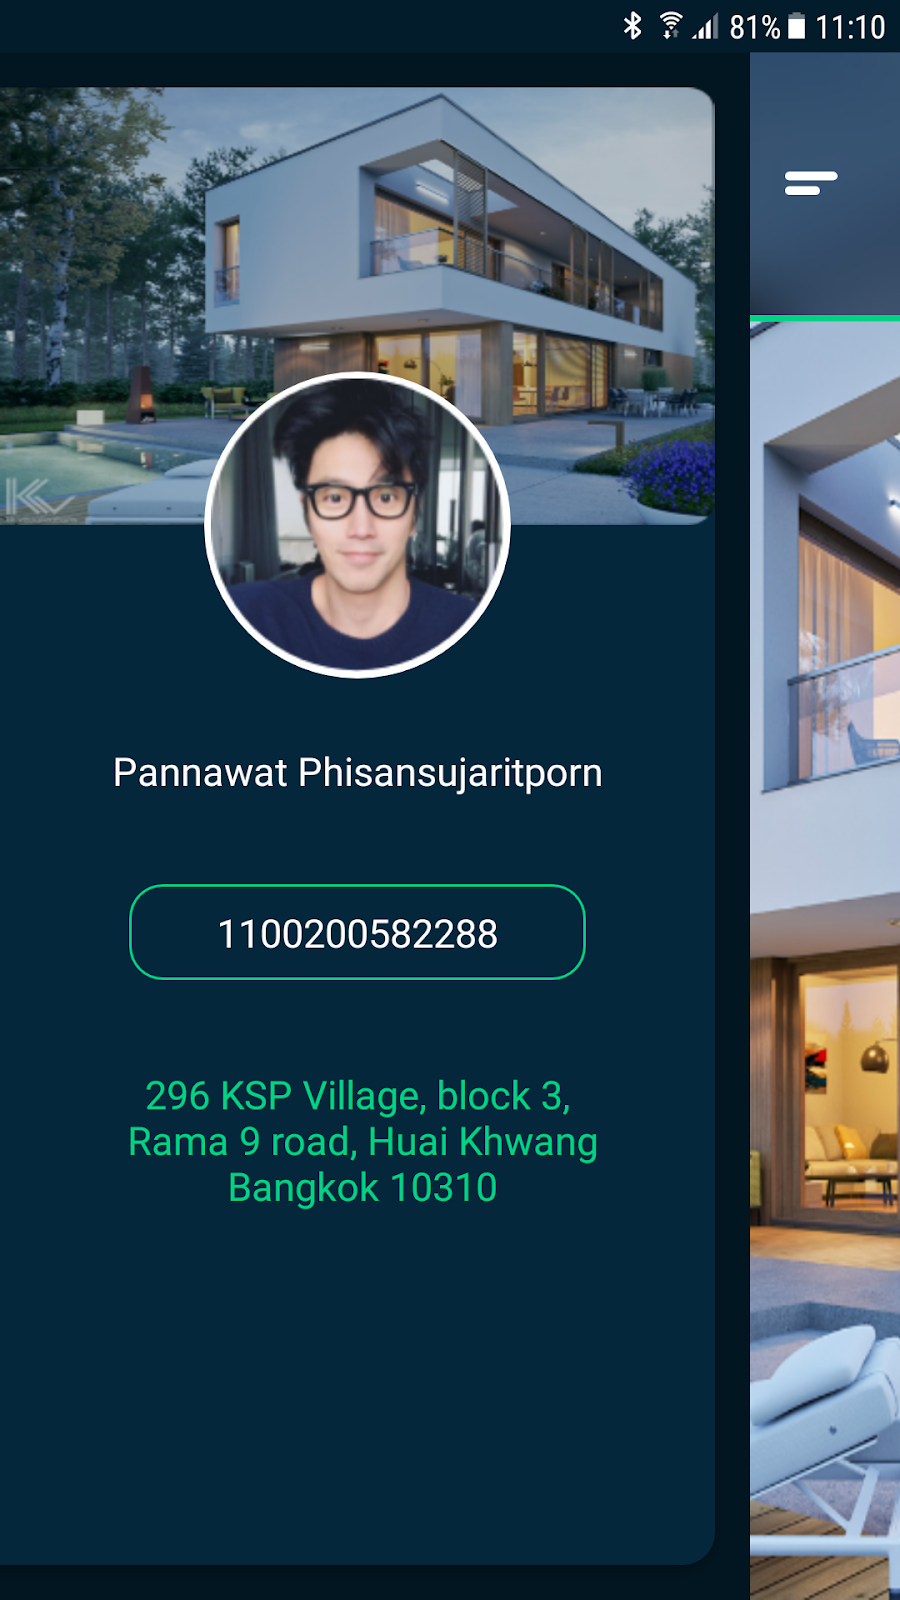 81% 11:10
Pannawat Phisansujaritporn
1100200582288
296 KSP Village, block 3,
Rama 9 road, Huai Khwang
Bangkok 10310